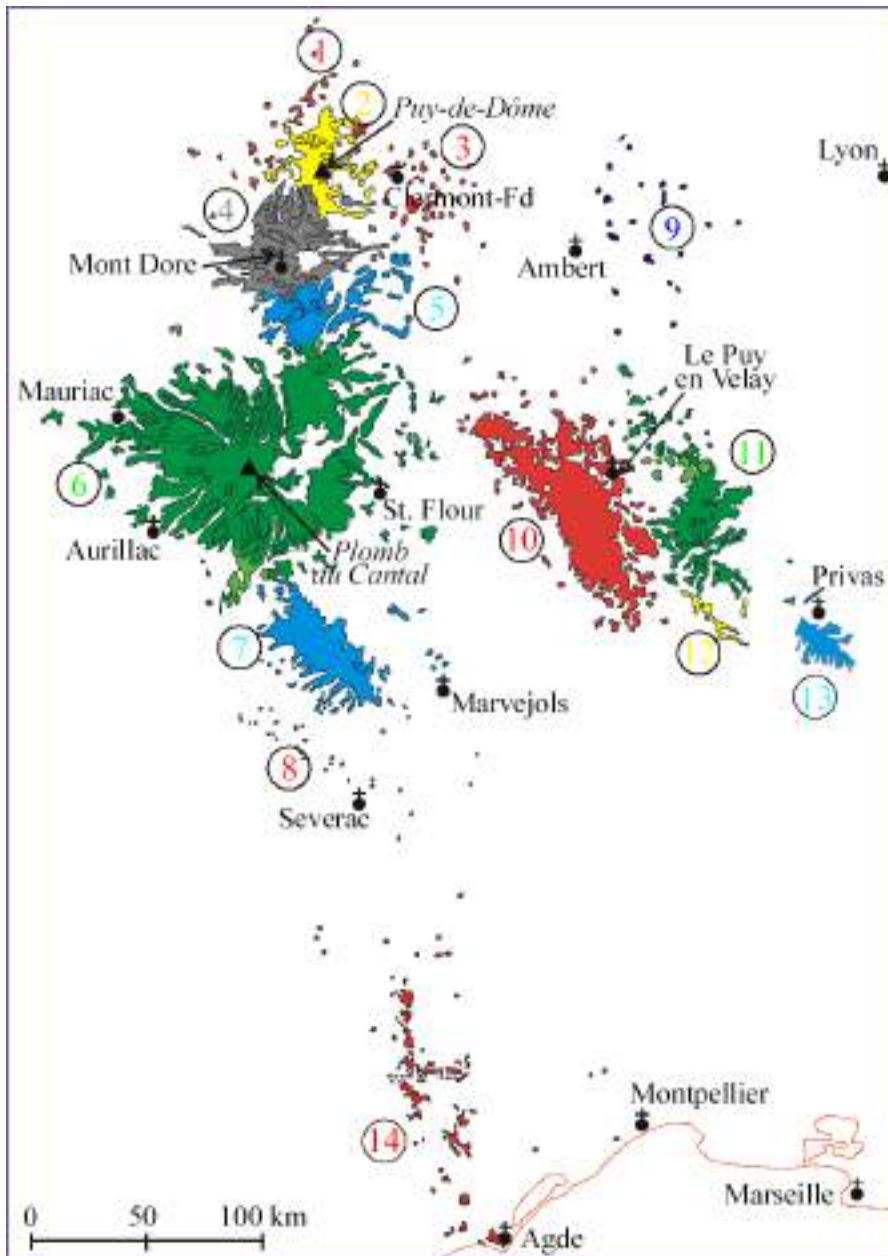 1
2
Puy-de-Dôme
3
Lyon
Clermont-Fd
4
9
Mont Dore
Ambert
5
Le Puy
en Velay
Mauriac
11
6
St. Flour
10
Aurillac
Plomb
du Cantal
Privas
7
12
13
Marvejols
8
Severac
Montpellier
14
Marseille
0 50 100 km
Agde